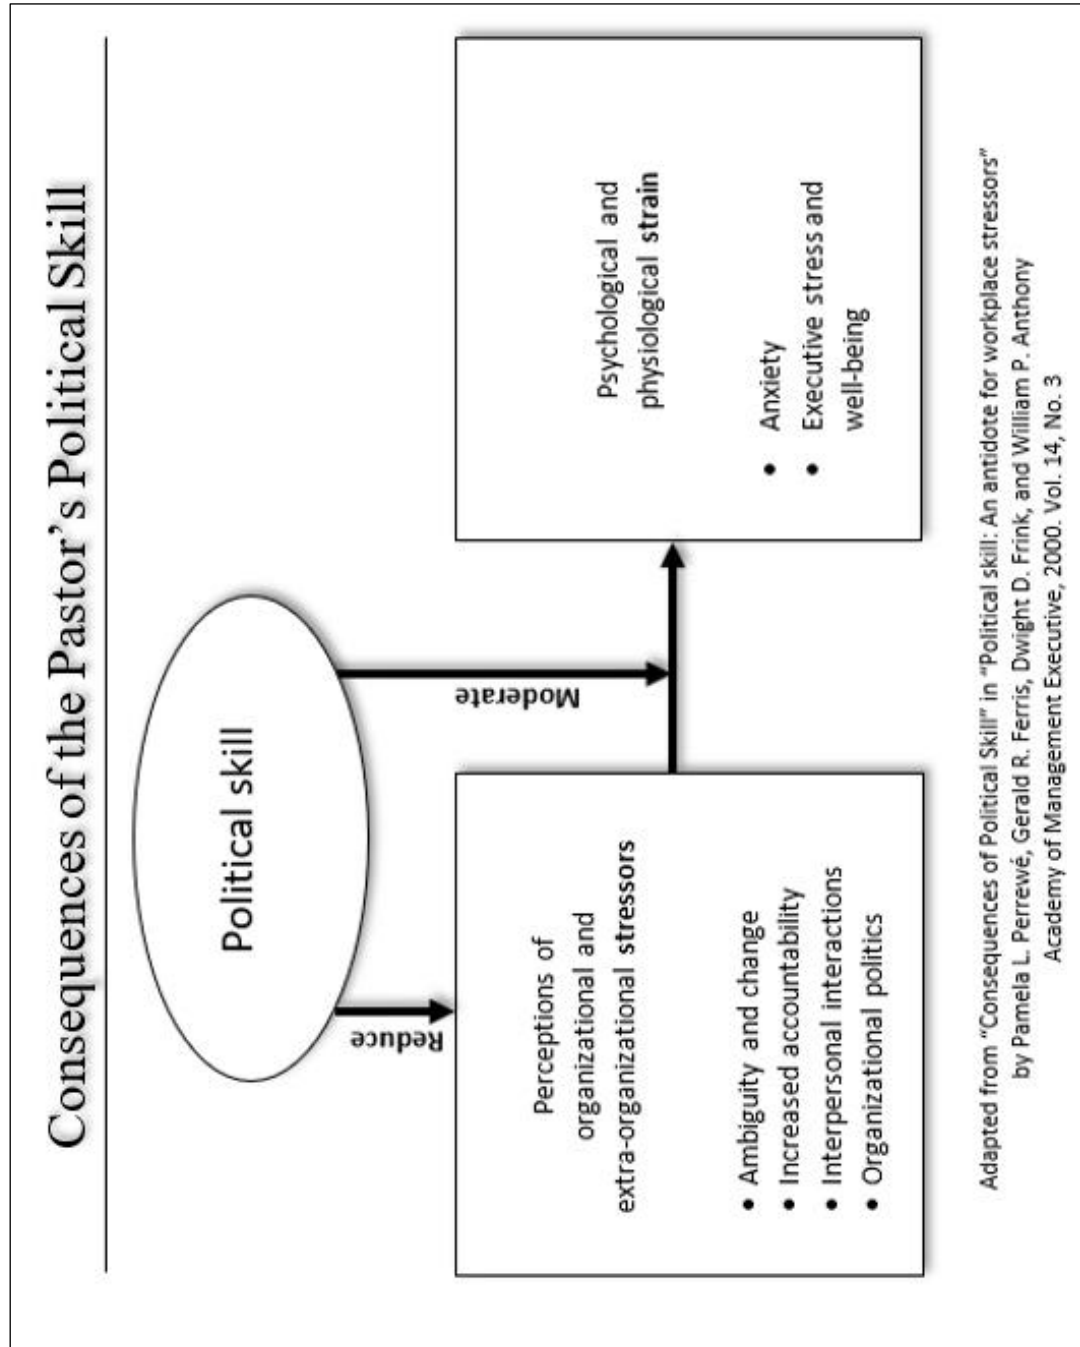 Consequences of the Pastor’s Political Skill
Political skill
Reduce
Moderate
Perceptions of
organizational and
extra-organizational stressors
• Ambiguity and change
• Increased accountability
• Interpersonal interactions
• Organizational politics
Psychological and
physiological strain
• Anxiety
• Executive stress and
well-being
Adapted from “Consequences of Political Skill” in “Political skill: An antidote for workplace stressors”
by Pamela L. Perrewé, Gerald R. Ferris, Dwight D. Frink, and William P. Anthony
Academy of Management Executive, 2000. Vol. 14, No. 3